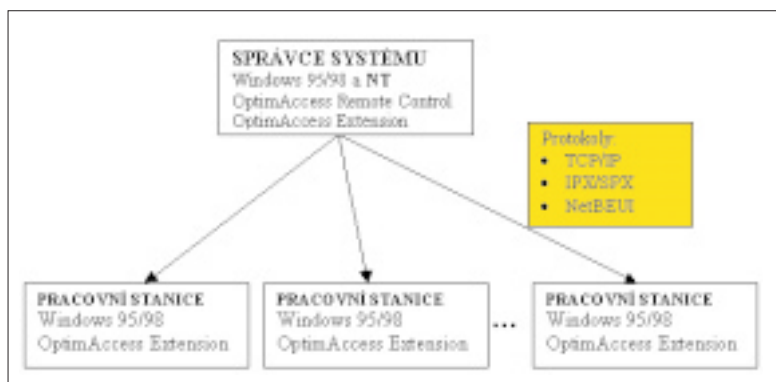 SPRÁVCE SYSTÉMU
Windows 95/98 a NT
OptimAccess Remote Control
OptimAccess Extension
Protokoly:
• TCP/IP
• IPX/SPX
• NetBEUI
PRACOVNÍ STANICE
Windows 95/98
OptimAccess Extension
PRACOVNÍ STANICE
Windows 95/98
OptimAccess Extension
...
PRACOVNÍ STANICE
Windows 95/98
OptimAccess Extension